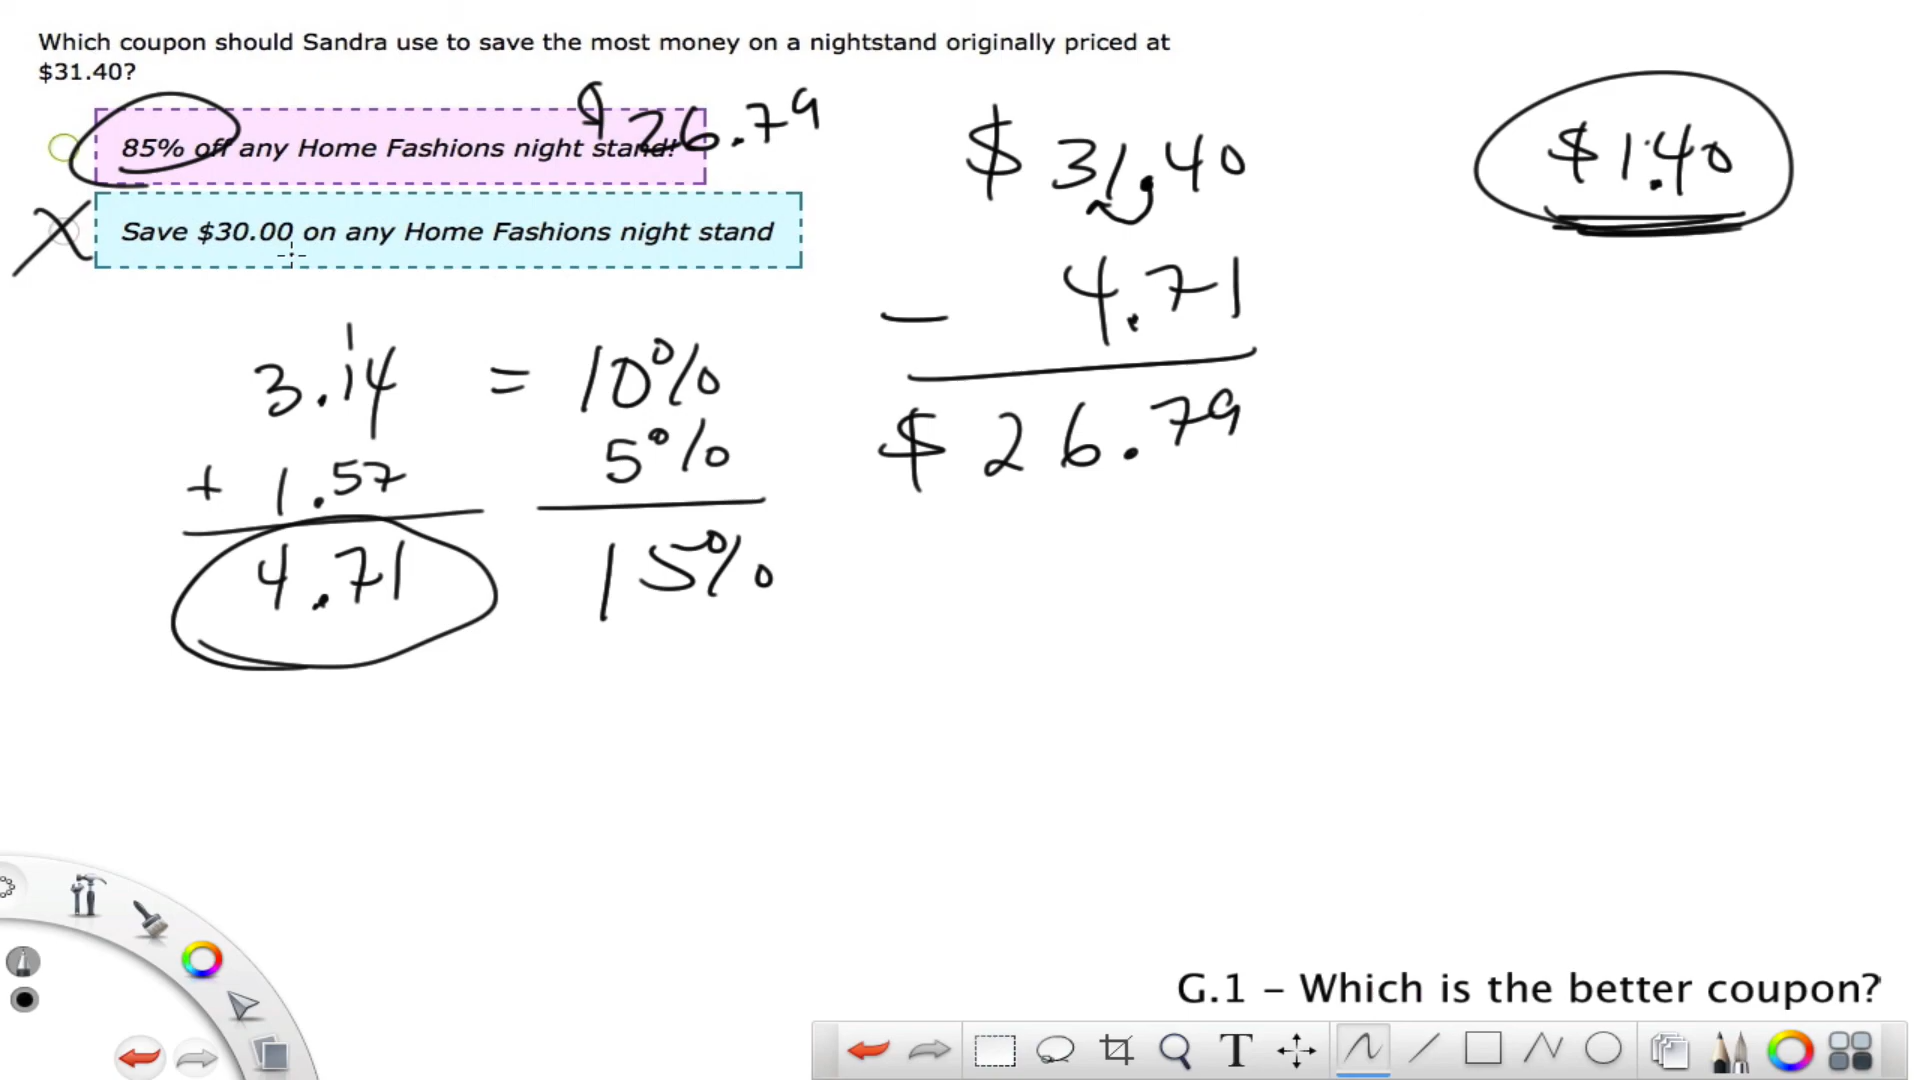 Which coupon should Sandra use to save the most money on a nightstand originally priced at
$31.40?
85% off any Home Fashions night stand!
$26.79
Save $30.00 on any Home Fashions night stand
X
3.14 = 10%
1
+ 1.57 5%
4.71 15%
$31.40
- 4.71
$26.79
$1.40
G.1 – Which is the better coupon?
T